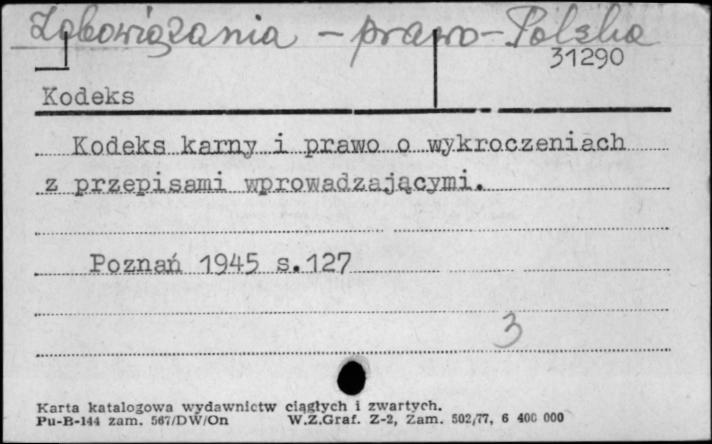 Zobowiązania - prawo - Polska
31290
Kodeks
Kodeks karny i prawo o wykroczeniach
z przepisami wprowadzającymi.
Poznań 1945 s.127
3
Karta katalogowa wydawnictw ciągłych i zwartych.
Pu-B-144 zam. 567/DW/On W.Z.Graf. Z-2, Zam. 502/77, 6 400 000